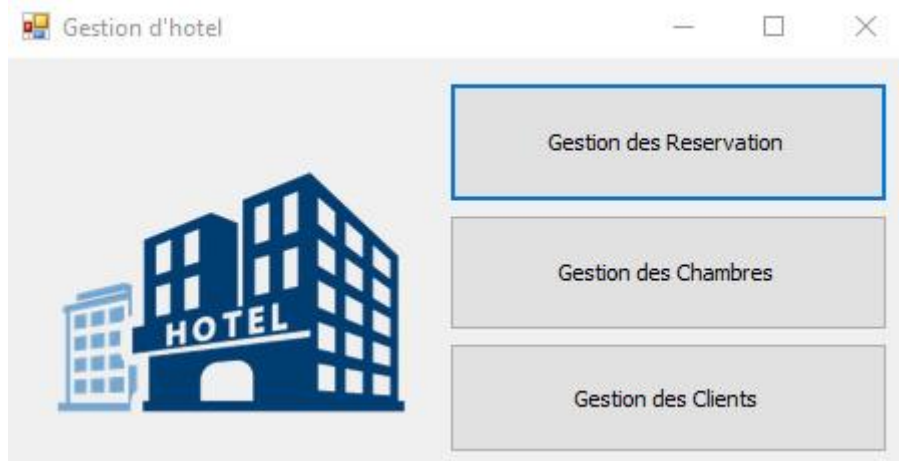 Gestion d'hotel
Gestion des Reservation
Gestion des Chambres
HOTEL
Gestion des Clients